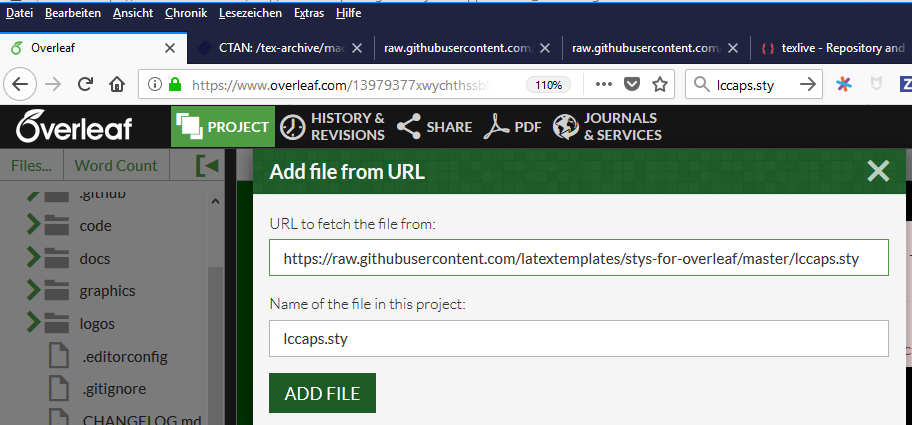 Datei Bearbeiten Ansicht Chronik Lesezeichen Extras Hilfe
Overleaf CTAN: /tex-archive/mac raw.githubusercontent.com, raw.githubusercontent.com, texlive - Repository and
https://www.overleaf.com/13979377xwychthssbt 110% lccaps.sty
Overleaf PROJECT HISTORY & REVISIONS SHARE PDF JOURNALS & SERVICES
Files... Word Count
Add file from URL
.github
URL to fetch the file from:
code
https://raw.githubusercontent.com/latextemplates/stys-for-overleaf/master/lccaps.sty
docs
graphics
Name of the file in this project:
logos
lccaps.sty
.editorconfig
.gitignore
ADD FILE
CHANGELOG.md